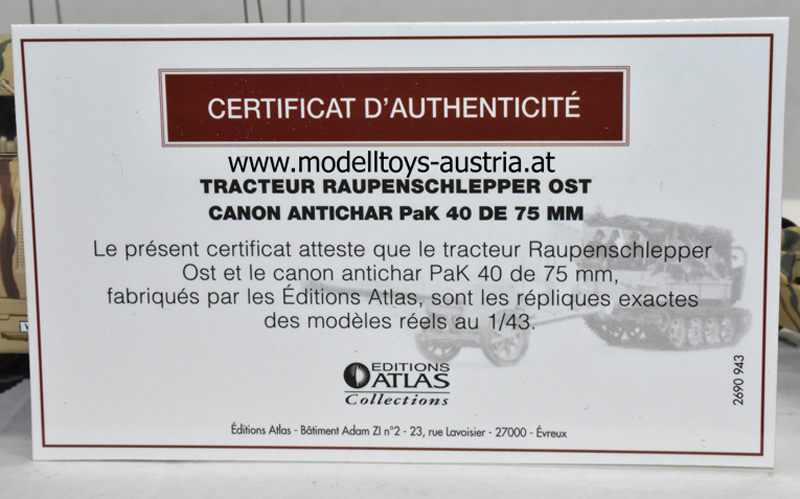 CERTIFICAT D'AUTHENTICITÉ
www.modelltoys-austria.at
TRACTEUR RAUPENSCHLEPPER OST
CANON ANTICHAR PaK 40 DE 75 MM
Le présent certificat atteste que le tracteur Raupenschlepper
Ost et le canon antichar PaK 40 de 75 mm,
fabriqués par les Éditions Atlas, sont les répliques exactes
des modèles réels au 1/43.
EDITIONS
ATLAS
Collections
2690 943
Éditions Atlas - Bâtiment Adam ZI n°2 - 23, rue Lavoisier - 27000 - Évreux